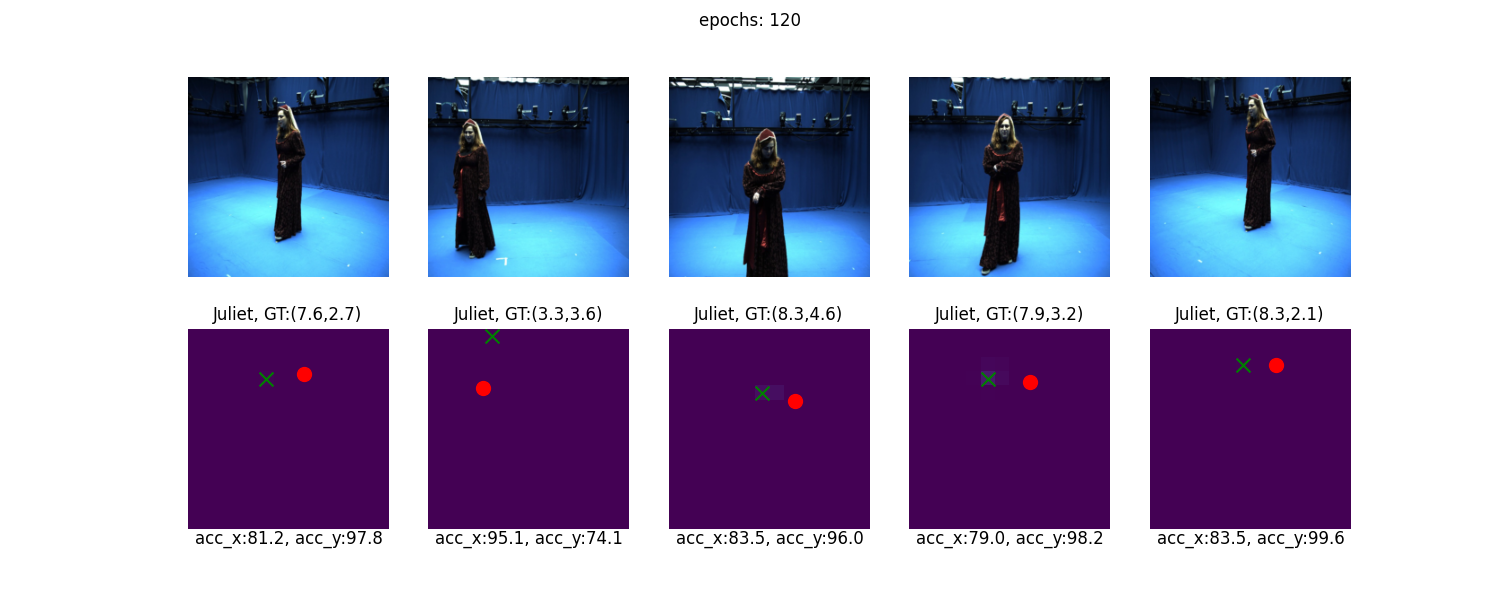 epochs: 120
Juliet, GT:(7.6,2.7)
Juliet, GT:(3.3,3.6)
Juliet, GT:(8.3,4.6)
Juliet, GT:(7.9,3.2)
Juliet, GT:(8.3,2.1)
acc_x:81.2, acc_y:97.8
acc_x:95.1, acc_y:74.1
acc_x:83.5, acc_y:96.0
acc_x:79.0, acc_y:98.2
acc_x:83.5, acc_y:99.6